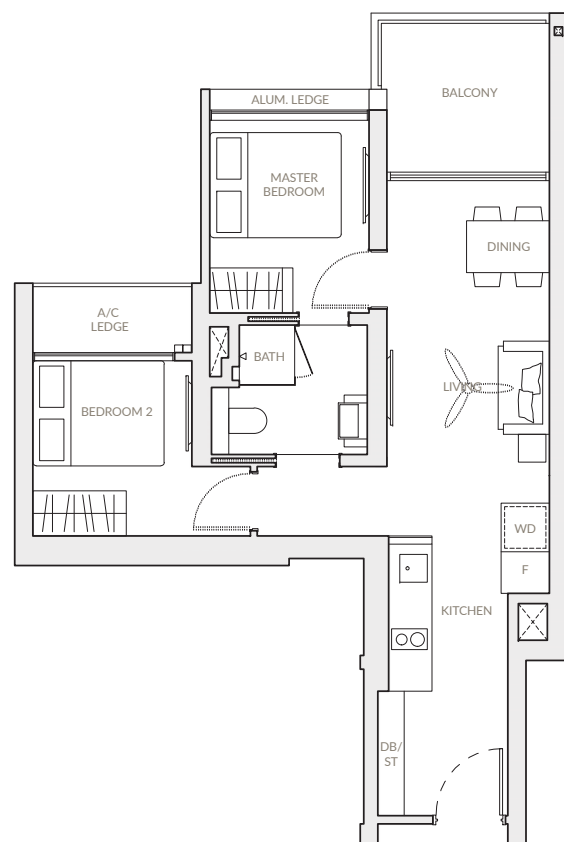 BALCONY
ALUM. LEDGE
MASTER
BEDROOM
DINING
A/C
LEDGE
BATH
LIVING
BEDROOM 2
WD
F
KITCHEN
DB/
ST